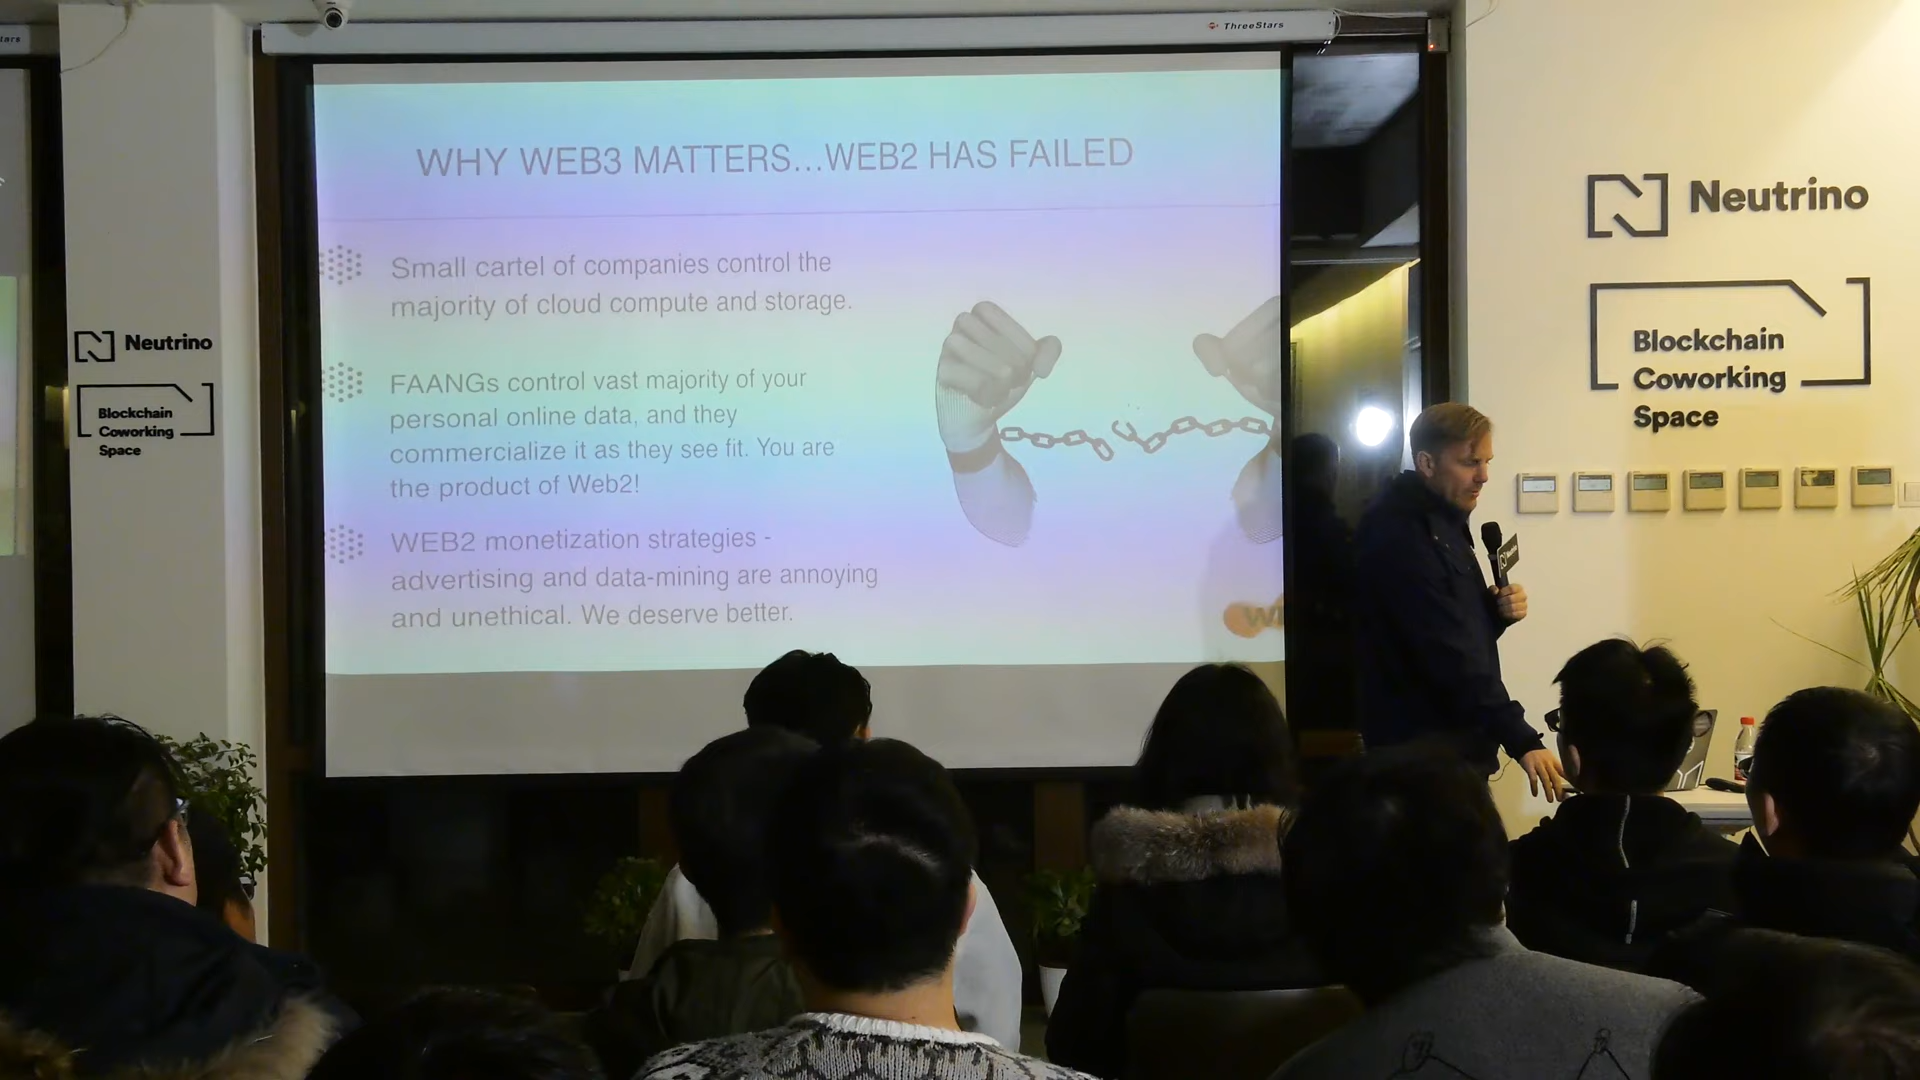 ThreeStars
WHY WEB3 MATTERS...WEB2 HAS FAILED
Small cartel of companies control the
majority of cloud compute and storage.
FAANGs control vast majority of your
personal online data, and they
commercialize it as they see fit. You are
the product of Web2!
WEB2 monetization strategies -
advertising and data-mining are annoying
and unethical. We deserve better.
Neutrino
Blockchain
Coworking
Space
Neutrino
Blockchain
Coworking
Space